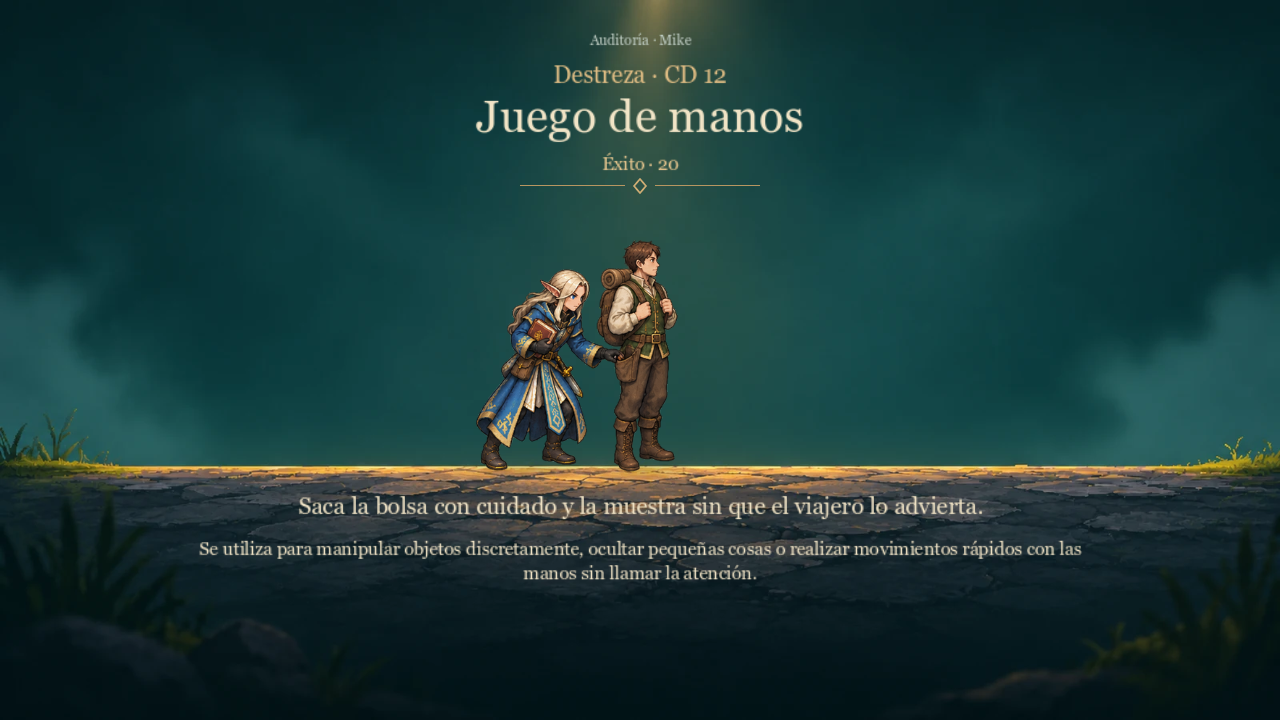 Auditoría · Mike
Destreza · CD 12
Juego de manos
Éxito · 20
Saca la bolsa con cuidado y la muestra sin que el viajero lo advierta.
Se utiliza para manipular objetos discretamente, ocultar pequeñas cosas o realizar movimientos rápidos con las
manos sin llamar la atención.